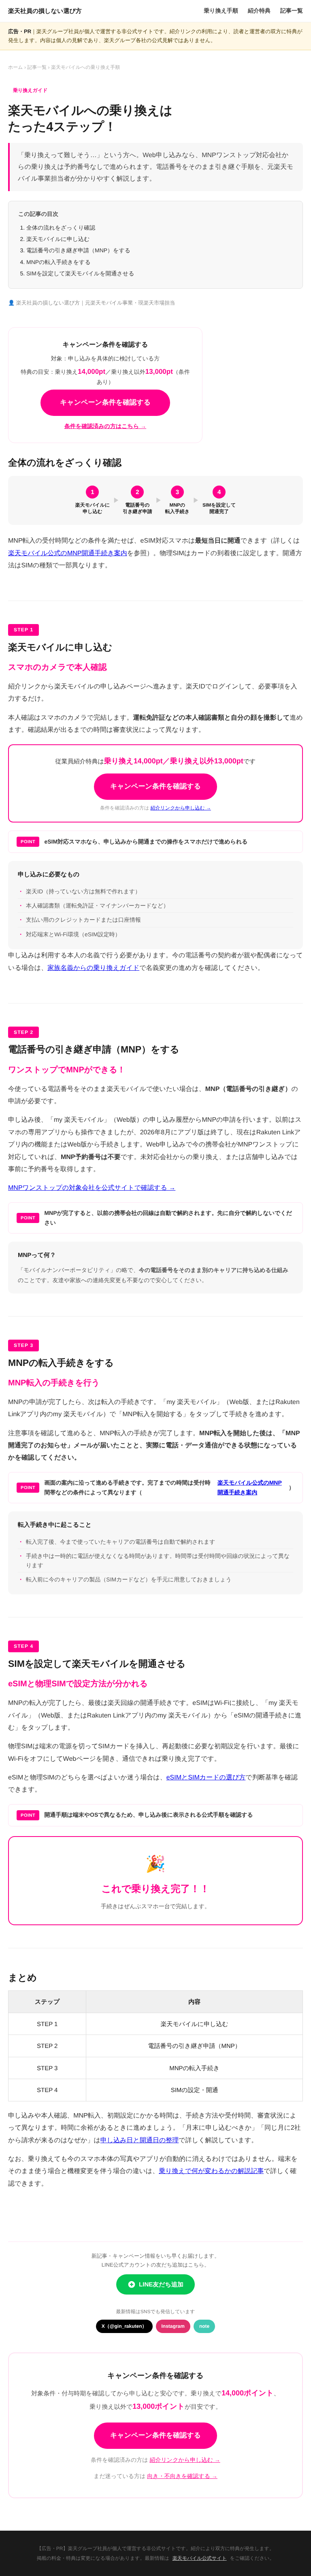 楽天社員の損しない選び方
乗り換え手順 紹介特典 記事一覧
広告・PR｜楽天グループ社員が個人で運営する非公式サイトです。紹介リンクの利用により、読者と運営者の双方に特典が
発生します。内容は個人の見解であり、楽天グループ各社の公式見解ではありません。
ホーム › 記事一覧 › 楽天モバイルへの乗り換え手順
乗り換えガイド
楽天モバイルへの乗り換えは
たった4ステップ！
「乗り換えって難しそう…」という方へ。Web申し込みなら、MNPワンストップ対応会社か
らの乗り換えは予約番号なしで進められます。電話番号をそのまま引き継ぐ手順を、元楽天モ
バイル事業担当者が分かりやすく解説します。
この記事の目次
1. 全体の流れをざっくり確認
2. 楽天モバイルに申し込む
3. 電話番号の引き継ぎ申請（MNP）をする
4. MNPの転入手続きをする
5. SIMを設定して楽天モバイルを開通させる
👤 楽天社員の損しない選び方｜元楽天モバイル事業・現楽天市場担当
キャンペーン条件を確認する
対象：申し込みを具体的に検討している方
特典の目安：乗り換え14,000pt／乗り換え以外13,000pt（条件
あり）
キャンペーン条件を確認する
条件を確認済みの方はこちら →
全体の流れをざっくり確認
1
楽天モバイルに
申し込む
2
電話番号の
引き継ぎ申請
3
MNPの
転入手続き
4
SIMを設定して
開通完了
MNP転入の受付時間などの条件を満たせば、eSIM対応スマホは最短当日に開通できます（詳しくは
楽天モバイル公式のMNP開通手続き案内を参照）。物理SIMはカードの到着後に設定します。開通方
法はSIMの種類で一部異なります。
STEP 1
楽天モバイルに申し込む
スマホのカメラで本人確認
紹介リンクから楽天モバイルの申し込みページへ進みます。楽天IDでログインして、必要事項を入
力するだけ。
本人確認はスマホのカメラで完結します。運転免許証などの本人確認書類と自分の顔を撮影して進め
ます。確認結果が出るまでの時間は審査状況によって異なります。
従業員紹介特典は乗り換え14,000pt／乗り換え以外13,000ptです
キャンペーン条件を確認する
条件を確認済みの方は 紹介リンクから申し込む →
POINT eSIM対応スマホなら、申し込みから開通までの操作をスマホだけで進められる
申し込みに必要なもの
・ 楽天ID（持っていない方は無料で作れます）
・ 本人確認書類（運転免許証・マイナンバーカードなど）
・ 支払い用のクレジットカードまたは口座情報
・ 対応端末とWi-Fi環境（eSIM設定時）
申し込みは利用する本人の名義で行う必要があります。今の電話番号の契約者が親や配偶者になって
いる場合は、家族名義からの乗り換えガイドで名義変更の進め方を確認してください。
STEP 2
電話番号の引き継ぎ申請（MNP）をする
ワンストップでMNPができる！
今使っている電話番号をそのまま楽天モバイルで使いたい場合は、MNP（電話番号の引き継ぎ）の
申請が必要です。
申し込み後、「my 楽天モバイル」（Web版）の申し込み履歴からMNPの申請を行います。以前はス
マホの専用アプリからも操作できましたが、2026年8月にアプリ版は終了し、現在はRakuten Linkア
プリ内の機能またはWeb版から手続きします。Web申し込みで今の携帯会社がMNPワンストップに
対応していれば、MNP予約番号は不要です。未対応会社からの乗り換え、または店舗申し込みでは
事前に予約番号を取得します。
MNPワンストップの対象会社を公式サイトで確認する →
POINT MNPが完了すると、以前の携帯会社の回線は自動で解約されます。先に自分で解約しないでくだ
さい
MNPって何？
「モバイルナンバーポータビリティ」の略で、今の電話番号をそのまま別のキャリアに持ち込める仕組み
のことです。友達や家族への連絡先変更も不要なので安心してください。
STEP 3
MNPの転入手続きをする
MNP転入の手続きを行う
MNPの申請が完了したら、次は転入の手続きです。「my 楽天モバイル」（Web版、またはRakuten
Linkアプリ内のmy 楽天モバイル）で「MNP転入を開始する」をタップして手続きを進めます。
注意事項を確認して進めると、MNP転入の手続きが完了します。MNP転入を開始した後は、「MNP
開通完了のお知らせ」メールが届いたことと、実際に電話・データ通信ができる状態になっているか
を確認してください。
POINT 画面の案内に沿って進める手続きです。完了までの時間は受付時
間帯などの条件によって異なります（
楽天モバイル公式のMNP
開通手続き案内
）
転入手続き中に起こること
・ 転入完了後、今まで使っていたキャリアの電話番号は自動で解約されます
・ 手続き中は一時的に電話が使えなくなる時間があります。時間帯は受付時間や回線の状況によって異な
ります
・ 転入前に今のキャリアの製品（SIMカードなど）を手元に用意しておきましょう
STEP 4
SIMを設定して楽天モバイルを開通させる
eSIMと物理SIMで設定方法が分かれる
MNPの転入が完了したら、最後は楽天回線の開通手続きです。eSIMはWi-Fiに接続し、「my 楽天モ
バイル」（Web版、またはRakuten Linkアプリ内のmy 楽天モバイル）から「eSIMの開通手続きに進
む」をタップします。
物理SIMは端末の電源を切ってSIMカードを挿入し、再起動後に必要な初期設定を行います。最後に
Wi-FiをオフにしてWebページを開き、通信できれば乗り換え完了です。
eSIMと物理SIMのどちらを選べばよいか迷う場合は、eSIMとSIMカードの選び方で判断基準を確認
できます。
POINT 開通手順は端末やOSで異なるため、申し込み後に表示される公式手順を確認する
🎉
これで乗り換え完了！！
手続きはぜんぶスマホ一台で完結します。
まとめ
ステップ 内容
STEP 1 楽天モバイルに申し込む
STEP 2 電話番号の引き継ぎ申請（MNP）
STEP 3 MNPの転入手続き
STEP 4 SIMの設定・開通
申し込みや本人確認、MNP転入、初期設定にかかる時間は、手続き方法や受付時間、審査状況によ
って異なります。時間に余裕があるときに進めましょう。「月末に申し込むべきか」「同じ月に2社
から請求が来るのはなぜか」は申し込み日と開通日の整理で詳しく解説しています。
なお、乗り換えても今のスマホ本体の写真やアプリが自動的に消えるわけではありません。端末を
そのまま使う場合と機種変更を伴う場合の違いは、乗り換えで何が変わるかの解説記事で詳しく確
認できます。
新記事・キャンペーン情報をいち早くお届けします。
LINE公式アカウントの友だち追加はこちら。
LINE友だち追加
最新情報はSNSでも発信しています
X（@gin_rakuten） Instagram note
キャンペーン条件を確認する
対象条件・付与時期を確認してから申し込むと安心です。乗り換えで14,000ポイント、
乗り換え以外で13,000ポイントが目安です。
キャンペーン条件を確認する
条件を確認済みの方は 紹介リンクから申し込む →
まだ迷っている方は 向き・不向きを確認する →
【広告・PR】楽天グループ社員が個人で運営する非公式サイトです。紹介により双方に特典が発生します。
掲載の料金・特典は変更になる場合があります。最新情報は 楽天モバイル公式サイト をご確認ください。